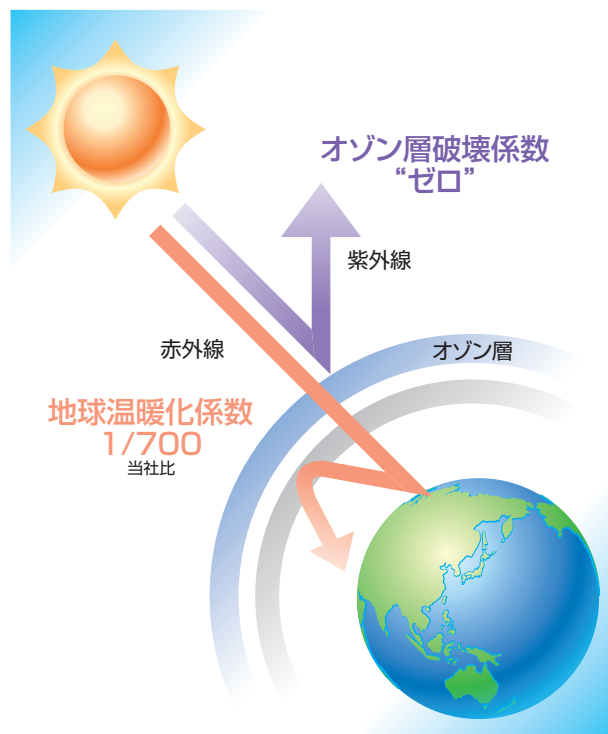 オゾン層破壊係数
“ゼロ”
紫外線
赤外線
オゾン層
地球温暖化係数
1/700
当社比